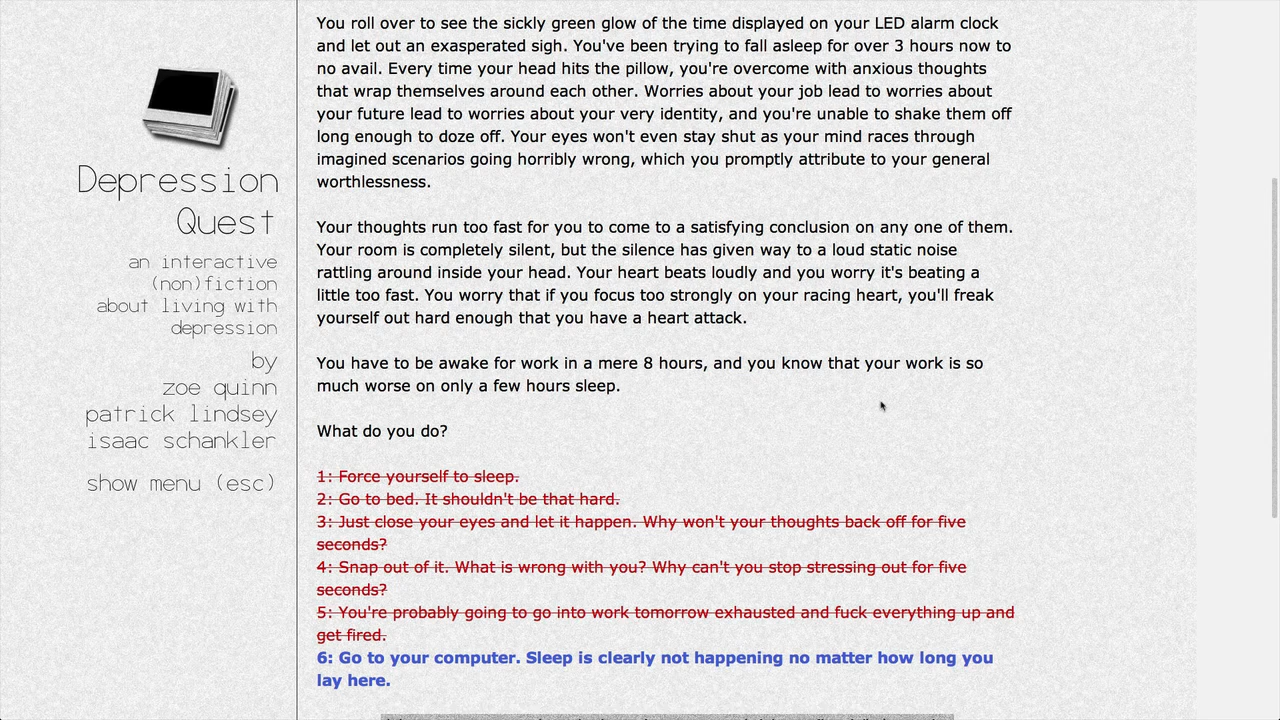 Depression
Quest
an interactive
(non)fiction
about living with
depression
by
zoe quinn
patrick lindsey
isaac schankler
show menu (esc)
You roll over to see the sickly green glow of the time displayed on your LED alarm clock
and let out an exasperated sigh. You've been trying to fall asleep for over 3 hours now to
no avail. Every time your head hits the pillow, you're overcome with anxious thoughts
that wrap themselves around each other. Worries about your job lead to worries about
your future lead to worries about your very identity, and you're unable to shake them off
long enough to doze off. Your eyes won't even stay shut as your mind races through
imagined scenarios going horribly wrong, which you promptly attribute to your general
worthlessness.
Your thoughts run too fast for you to come to a satisfying conclusion on any one of them.
Your room is completely silent, but the silence has given way to a loud static noise
rattling around inside your head. Your heart beats loudly and you worry it's beating a
little too fast. You worry that if you focus too strongly on your racing heart, you'll freak
yourself out hard enough that you have a heart attack.
You have to be awake for work in a mere 8 hours, and you know that your work is so
much worse on only a few hours sleep.
What do you do?
1: Force yourself to sleep.
2: Go to bed. It shouldn't be that hard.
3: Just close your eyes and let it happen. Why won't your thoughts back off for five
seconds?
4: Snap out of it. What is wrong with you? Why can't you stop stressing out for five
seconds?
5: You're probably going to go into work tomorrow exhausted and fuck everything up and
get fired.
6: Go to your computer. Sleep is clearly not happening no matter how long you
lay here.